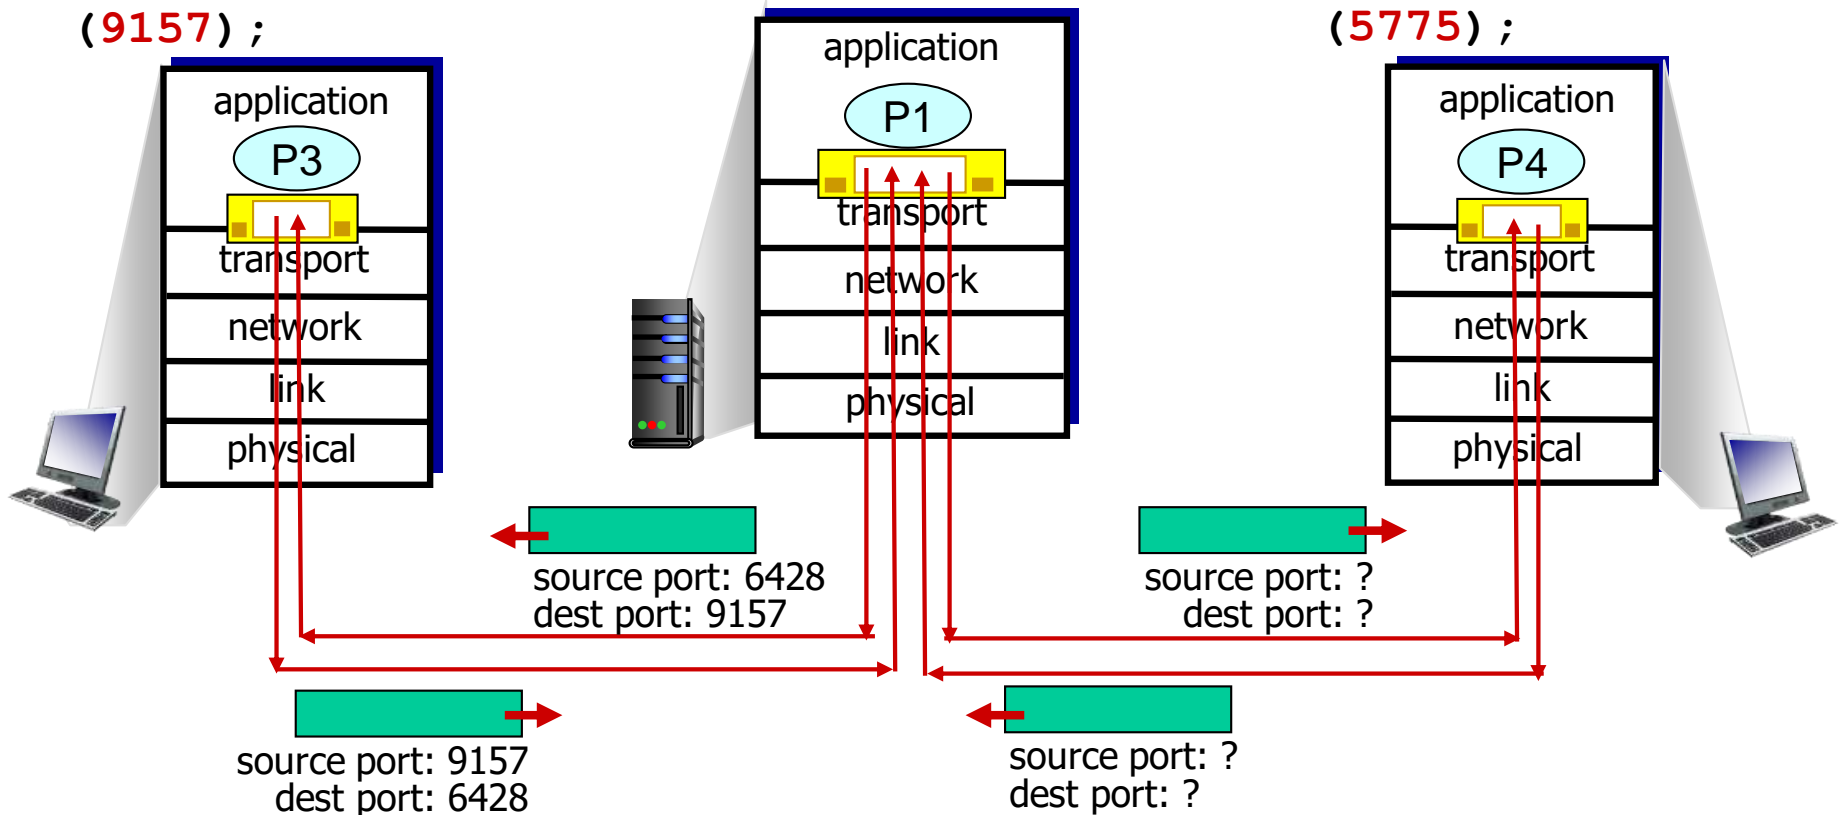 (9157);
application
P3
transport
network
link
physical
application
P1
transport
network
link
physical
(5775);
application
P4
transport
network
link
physical
source port: 6428
dest port: 9157
source port: ?
dest port: ?
source port: 9157
dest port: 6428
source port: ?
dest port: ?